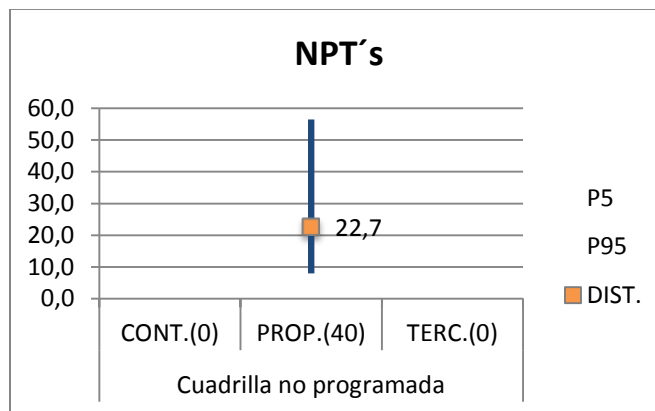 NPT´s
60,0
50,0
40,0
30,0
20,0
10,0
0,0
22,7
P5
P95
DIST.
CONT.(0) PROP.(40) TERC.(0)
Cuadrilla no programada